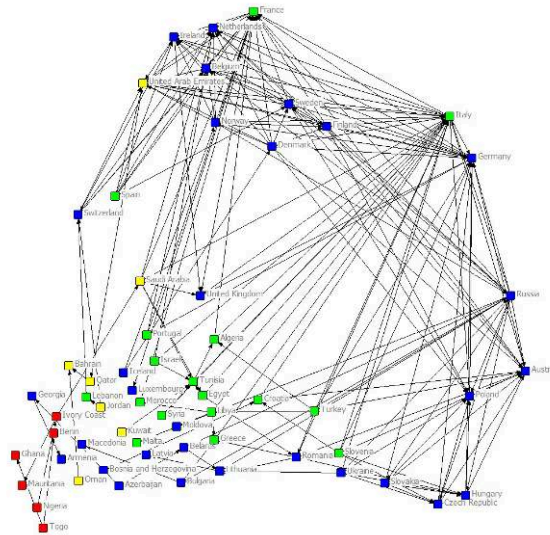 France
Netherlands
Ireland
Belgium
United Arab Emirates
Sweden
Italy
Norway
Finland
Denmark
Germany
Spain
Switzerland
Saudi Arabia
United Kingdom
Russia
Portugal
Algeria
Israel
Bahrain
Iceland
Austr
Qatar
Tunisia
Luxembourg
Georgia
Lebanon
Egypt
Poland
Morocco
Croatia
Jordan
Ivory Coast
Syria
Libya
Turkey
Moldova
Benin
Kuwait
Greece
Macedonia
Malta
Belarus
Ghana
Armenia
Latvia
Romania
Slovenia
Bosnia and Herzegovina
Lithuania
Ukraine
Mauritania
Oman
Azerbaijan
Bulgaria
Slovakia
Hungary
Czech Republic
Nigeria
Togo